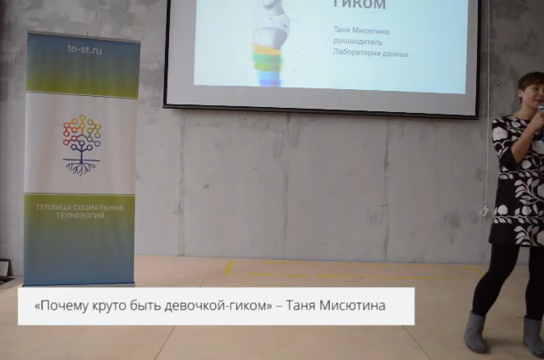 гиком
Таня Мисютина,
руководитель
Лаборатории данных
te-st.ru
ТЕПЛИЦА СОЦИАЛЬНЫХ
ТЕХНОЛОГИЙ
«Почему круто быть девочкой-гиком» – Таня Мисютина